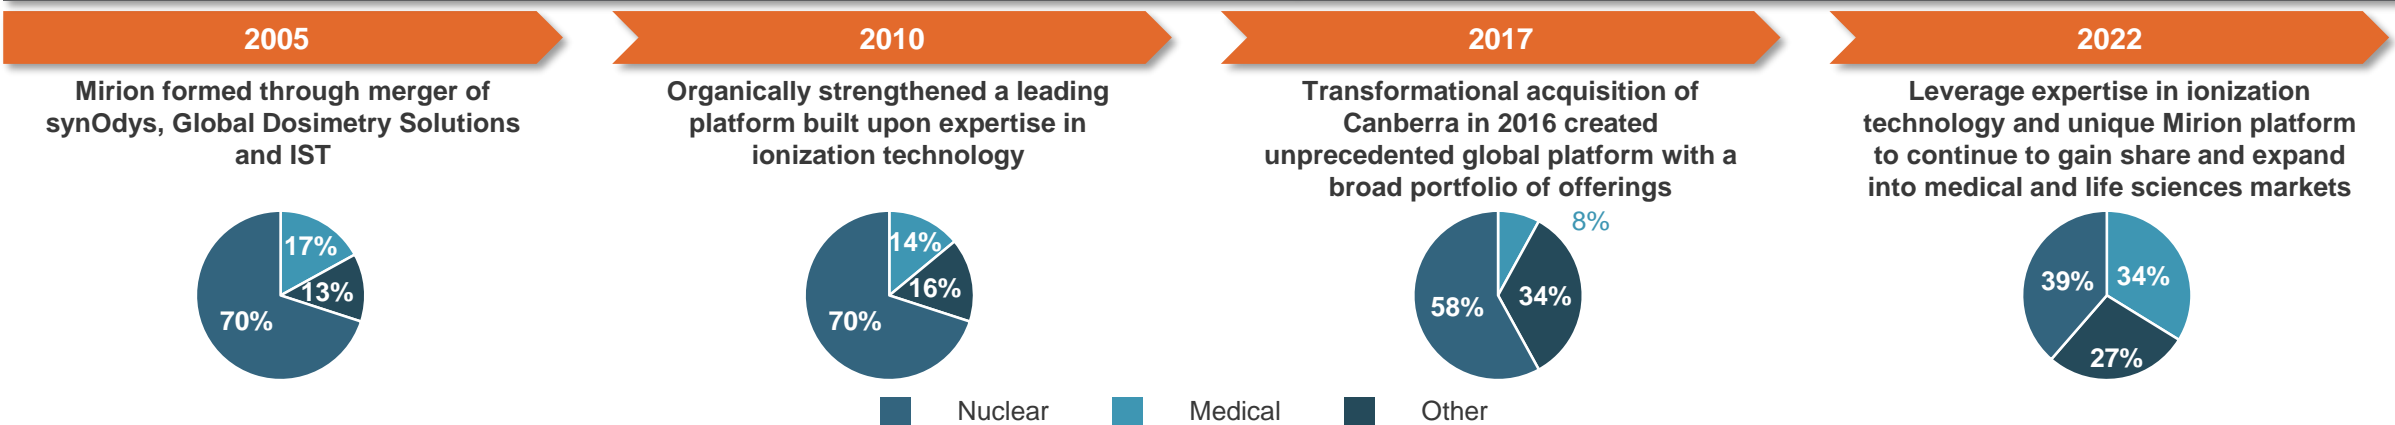 2005
Mirion formed through merger of
synOdys, Global Dosimetry Solutions
and IST
17%
13%
70%
2010
Organically strengthened a leading
platform built upon expertise in
ionization technology
14%
16%
70%
2017
Transformational acquisition of
Canberra in 2016 created
unprecedented global platform with a
broad portfolio of offerings
8%
34%
58%
2022
Leverage expertise in ionization
technology and unique Mirion platform
to continue to gain share and expand
into medical and life sciences markets
39%
34%
27%
Nuclear
Medical
Other